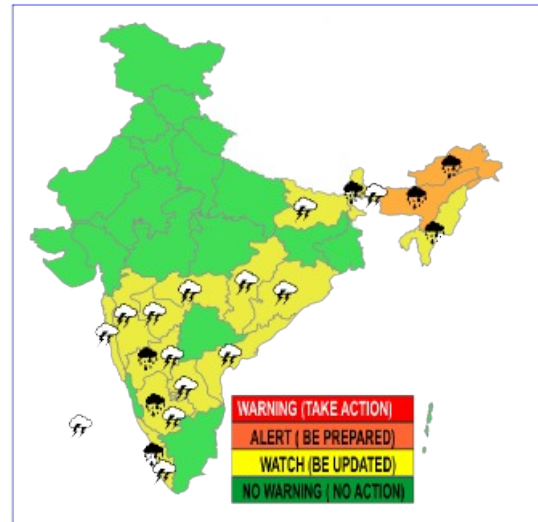 WARNING (TAKE ACTION)
ALERT ( BE PREPARED)
WATCH (BE UPDATED)
NO WARNING ( NO ACTION)